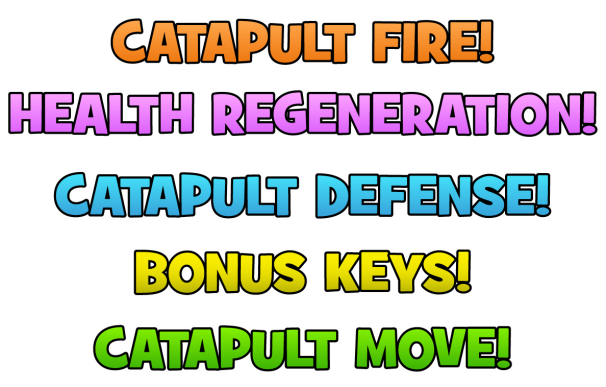 CATAPULT FIRE!
HEALTH REGENERATION!
CATAPULT DEFENSE!
BONUS KEYS!
CATAPULT MOVE!